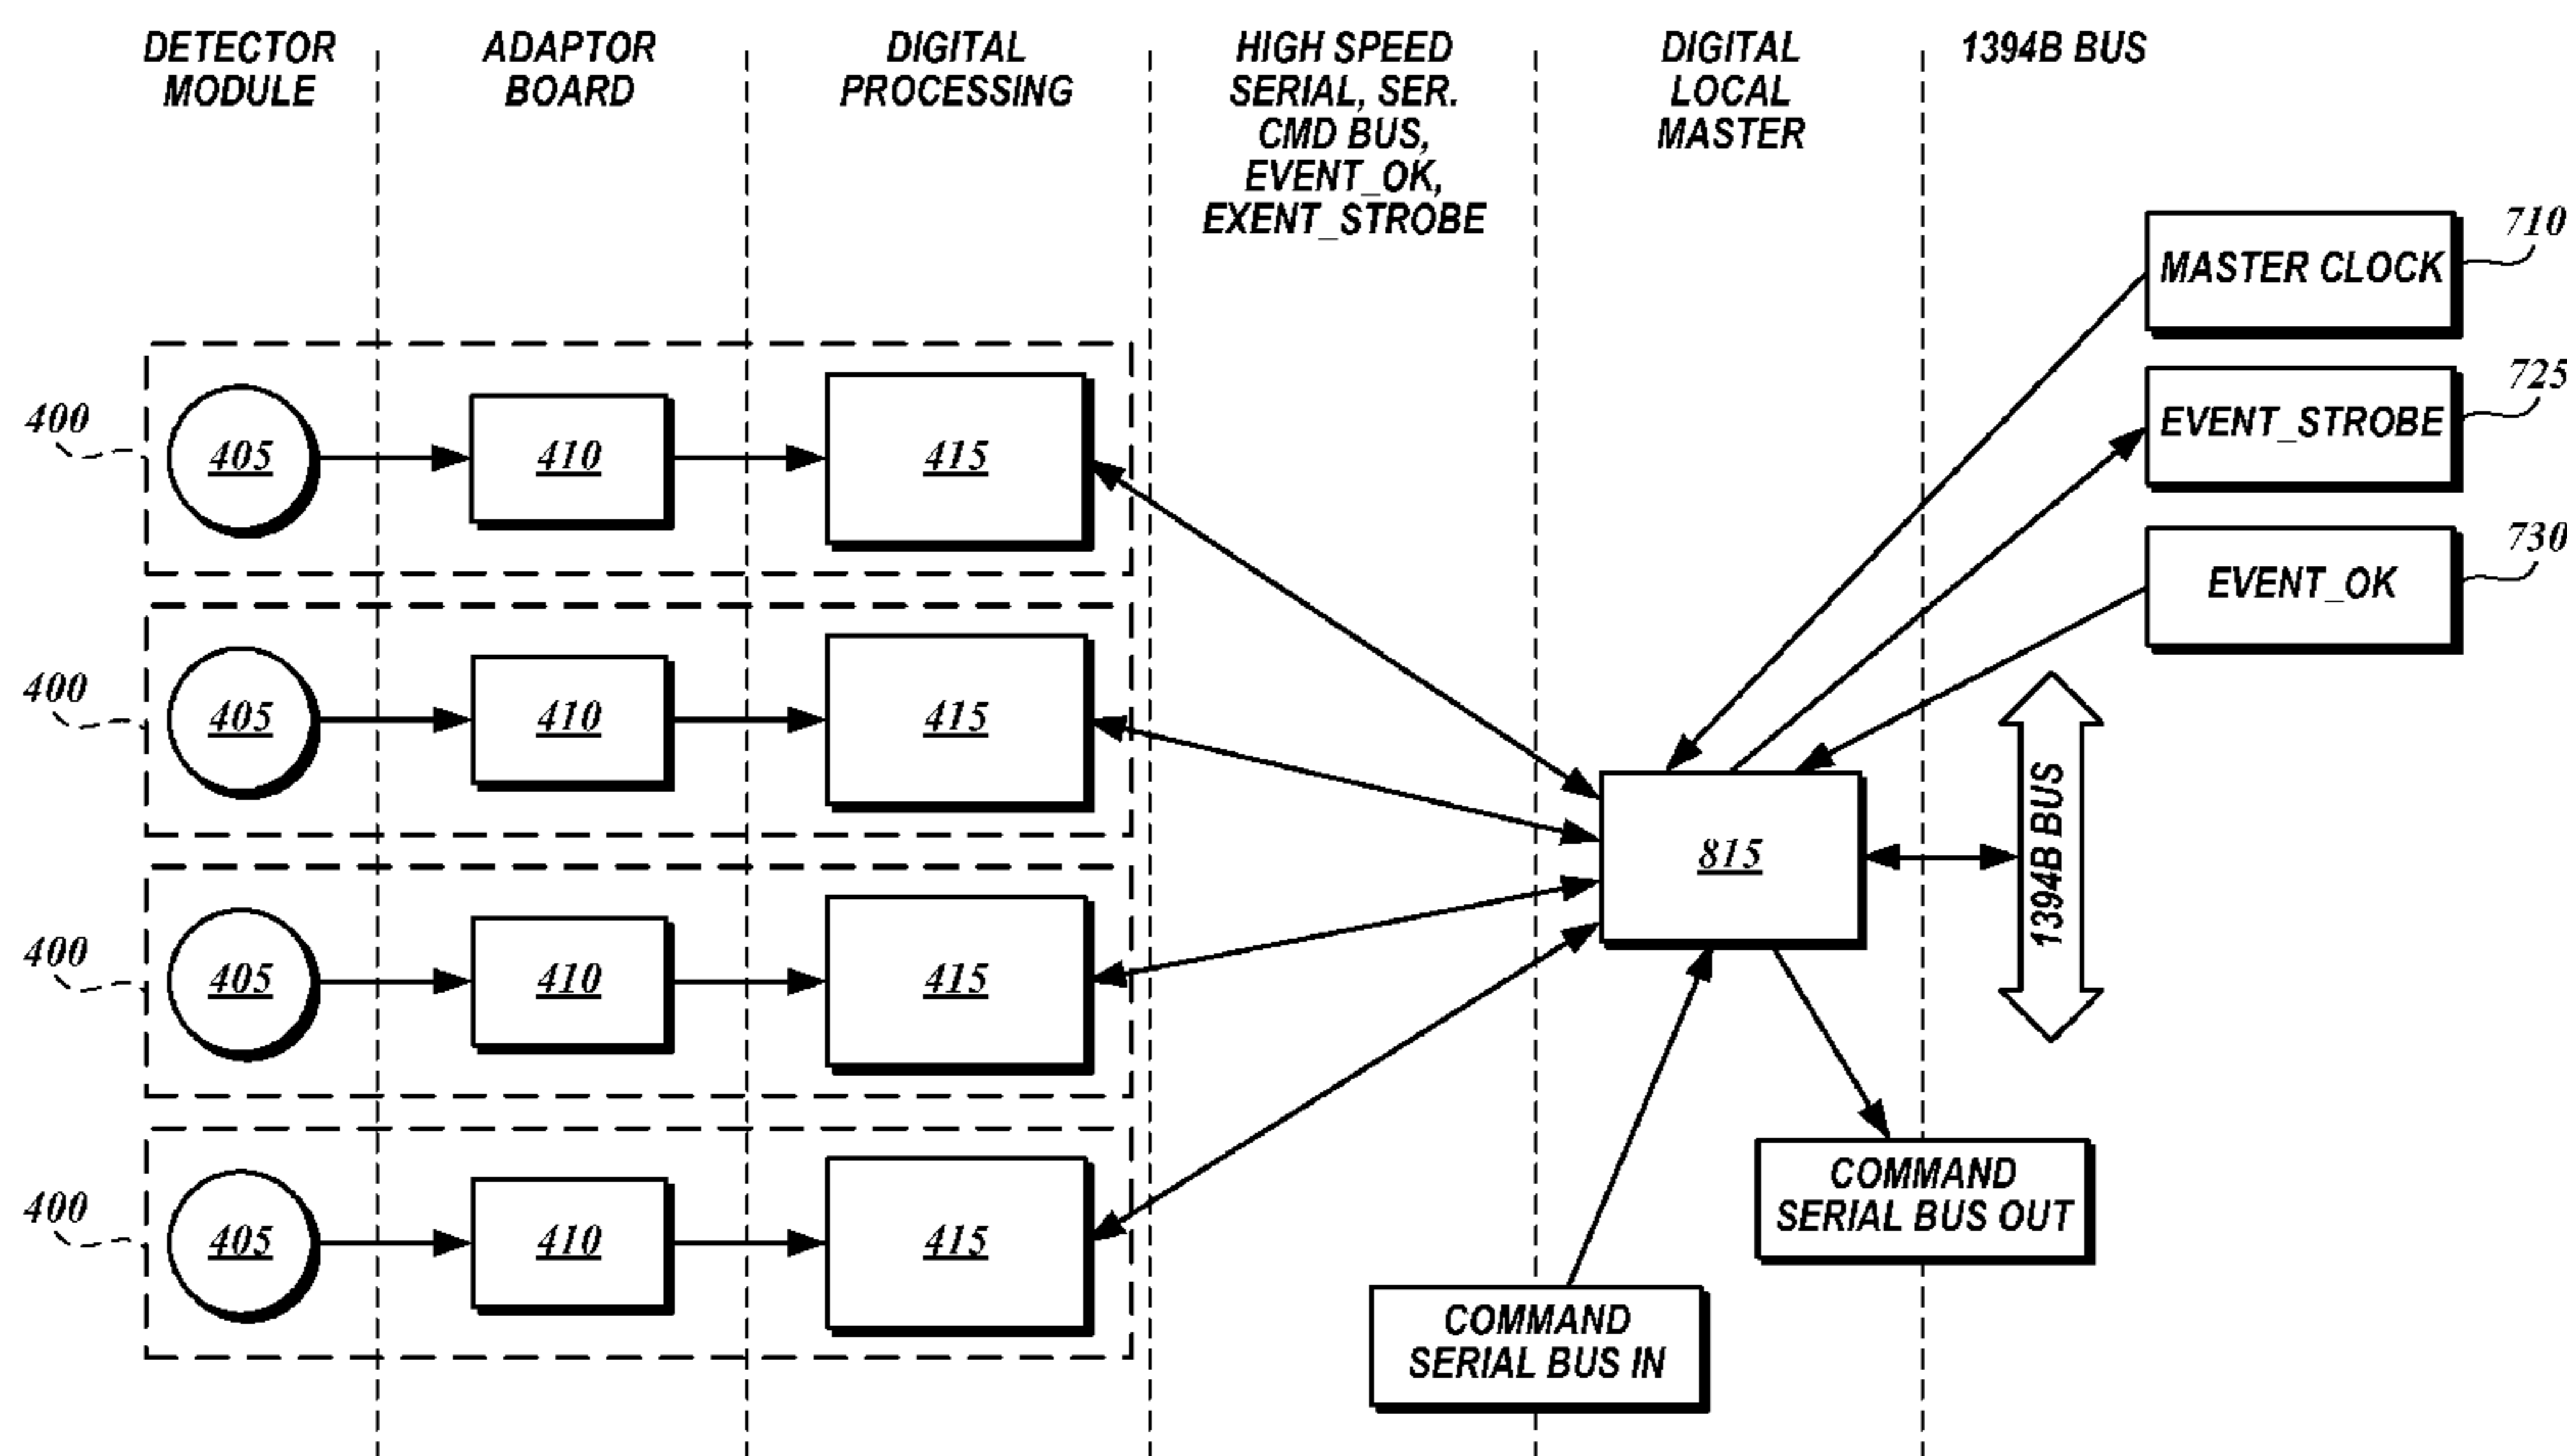 DETECTOR
MODULE
ADAPTOR
BOARD
DIGITAL
PROCESSING
HIGH SPEED
SERIAL, SER.
CMD BUS,
EVENT_OK,
EXENT_STROBE
DIGITAL
LOCAL
MASTER
1394B BUS
MASTER CLOCK
710
EVENT_STROBE
725
EVENT_OK
730
400
405
410
415
400
405
410
415
400
405
410
415
400
405
410
415
815
1394B BUS
COMMAND
SERIAL BUS OUT
COMMAND
SERIAL BUS IN